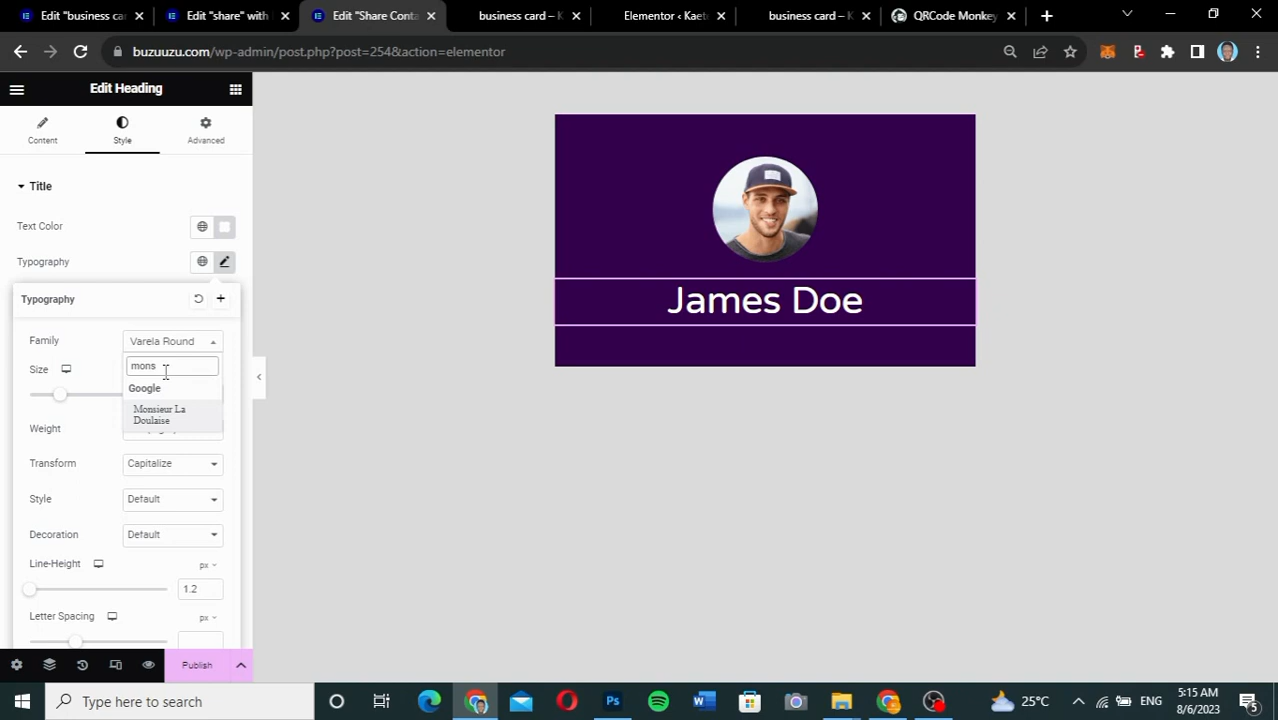 Edit "business car
Edit "share" with
Edit "Share Conta
business card – K
Elementor ‹ Kaet
business card – K
QRCode Monkey
buzuuzu.com/wp-admin/post.php?post=254&action=elementor
Edit Heading
Content
Style
Advanced
Title
Text Color
Typography
Typography
Family
Varela Round
mons
Size
Google
Monsieur La
Doulaise
Weight
Transform
Capitalize
Style
Default
Decoration
Default
Line-Height
px
1.2
Letter Spacing
px
Publish
James Doe
Type here to search
25°C
ENG
5:15 AM
8/6/2023
5